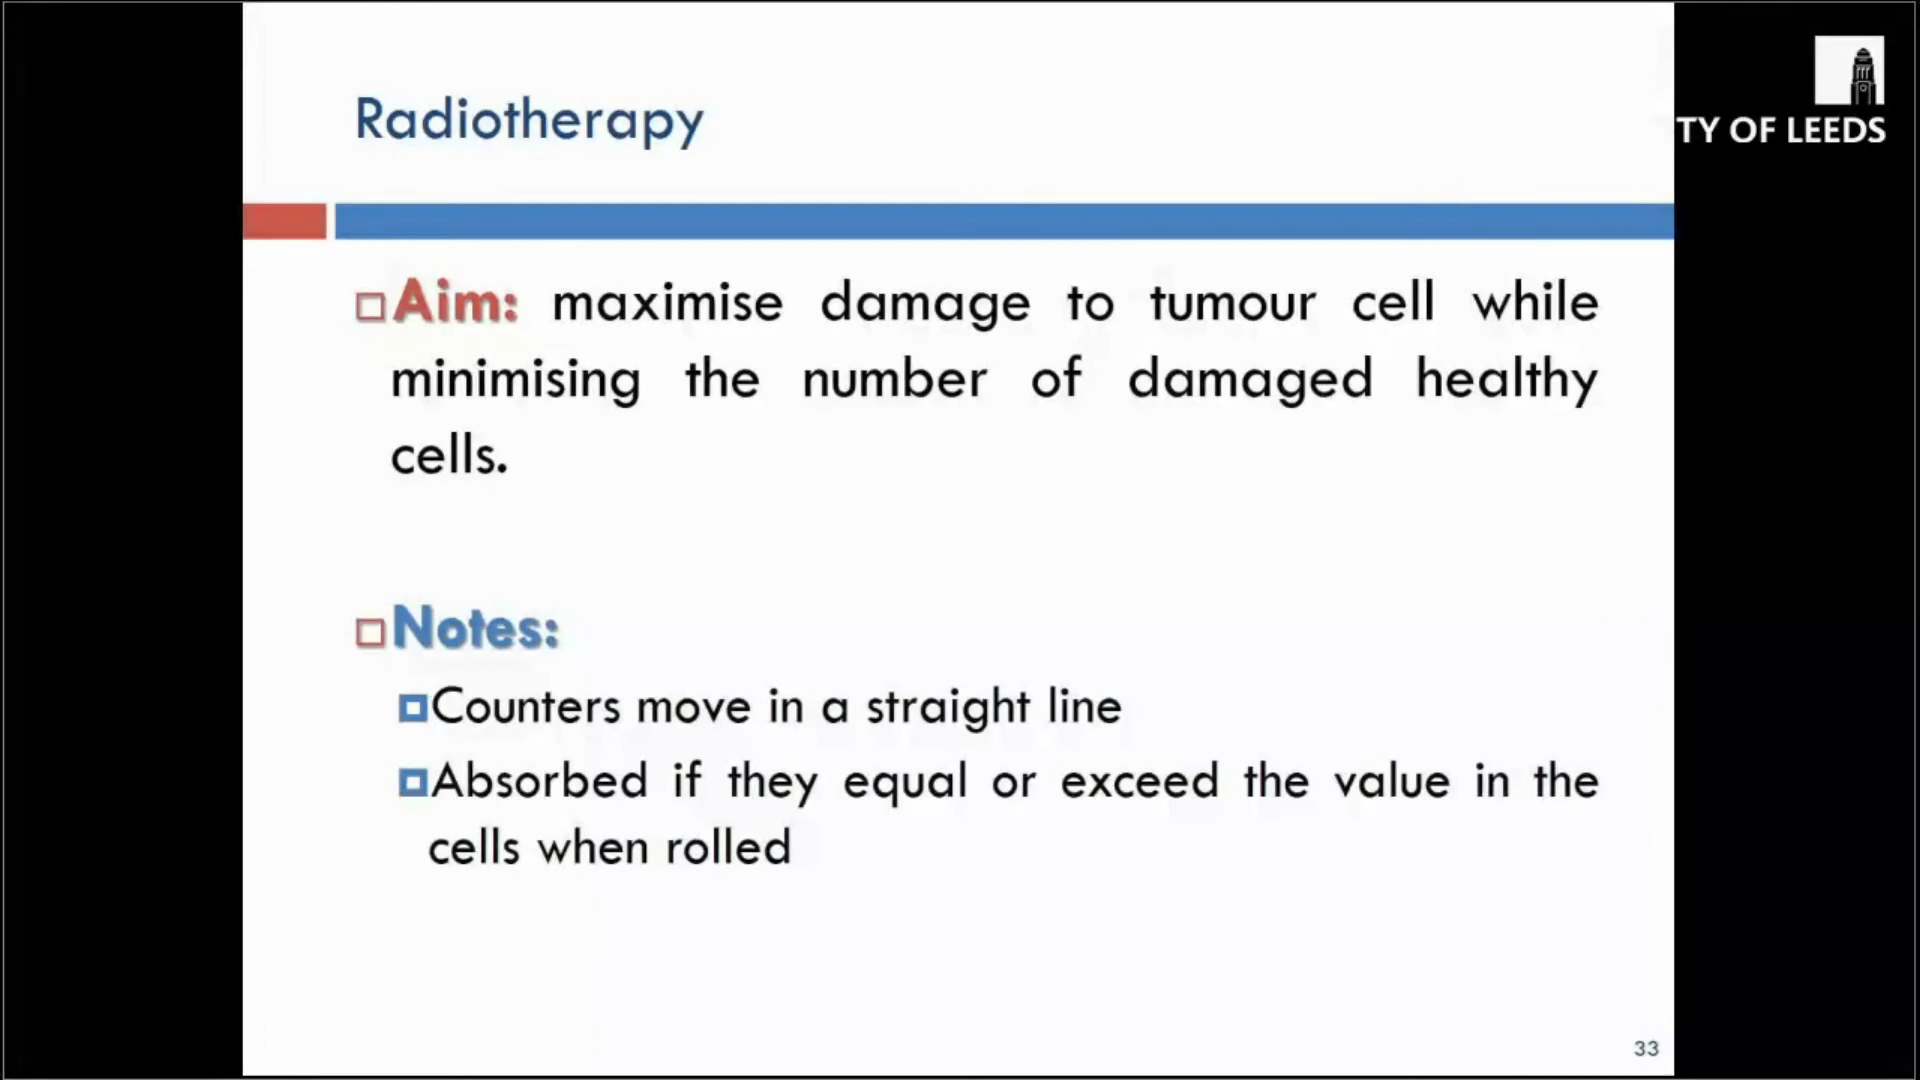 Radiotherapy
TY OF LEEDS
Aim: maximise damage to tumour cell while
minimising the number of damaged healthy
cells.
Notes:
Counters move in a straight line
Absorbed if they equal or exceed the value in the
cells when rolled
33